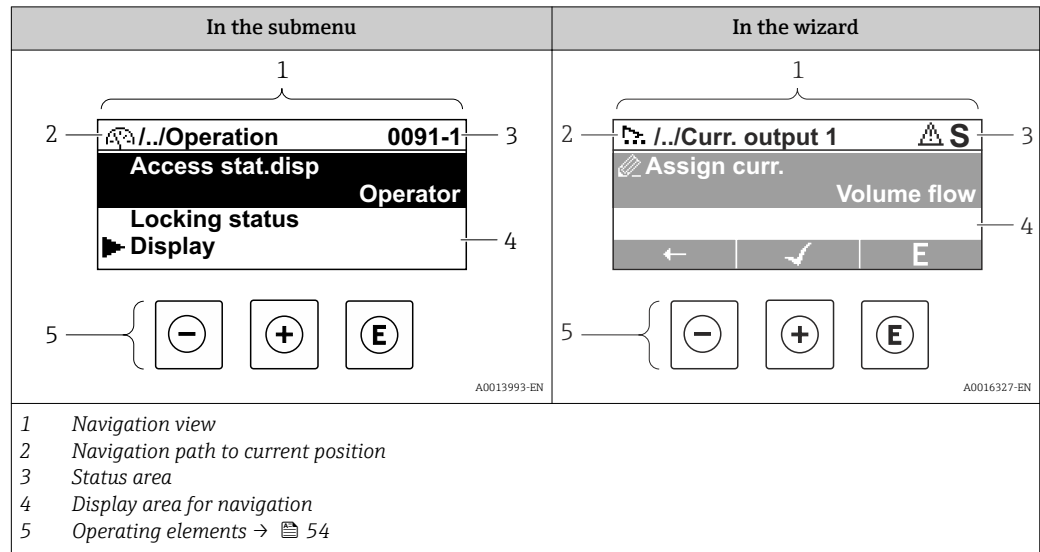 In the submenu
In the wizard
1
2
/../Operation 0091-1
3
Access stat.disp
Operator
Locking status
Display
4
5
- + E
A0013993-EN
1
2
/../Curr. output 1 S
3
Assign curr.
Volume flow
4
← ✓ E
5
- + E
A0016327-EN
1 Navigation view
2 Navigation path to current position
3 Status area
4 Display area for navigation
5 Operating elements → 54